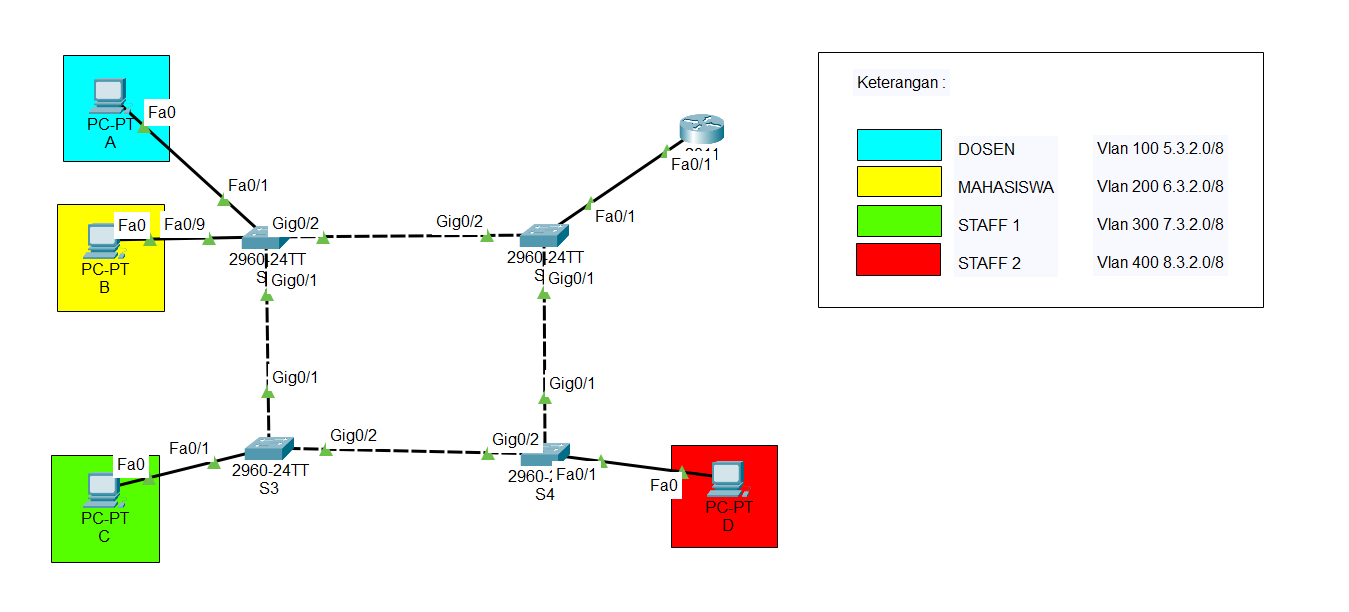 Fa0
PC-PT
A
Fa0/1
Fa0
Fa0/9
PC-PT
B
Gig0/2
2960-24TT
Gig0/1
Gig0/2
2960-24TT
Gig0/1
Fa0/1
Fa0/1
Gig0/1
Gig0/1
Fa0
Fa0/1
PC-PT
C
Gig0/2
2960-24TT
S3
Gig0/2
Fa0/1
S4
Fa0
PC-PT
D
Keterangan :
DOSEN Vlan 100 5.3.2.0/8
MAHASISWA Vlan 200 6.3.2.0/8
STAFF 1 Vlan 300 7.3.2.0/8
STAFF 2 Vlan 400 8.3.2.0/8